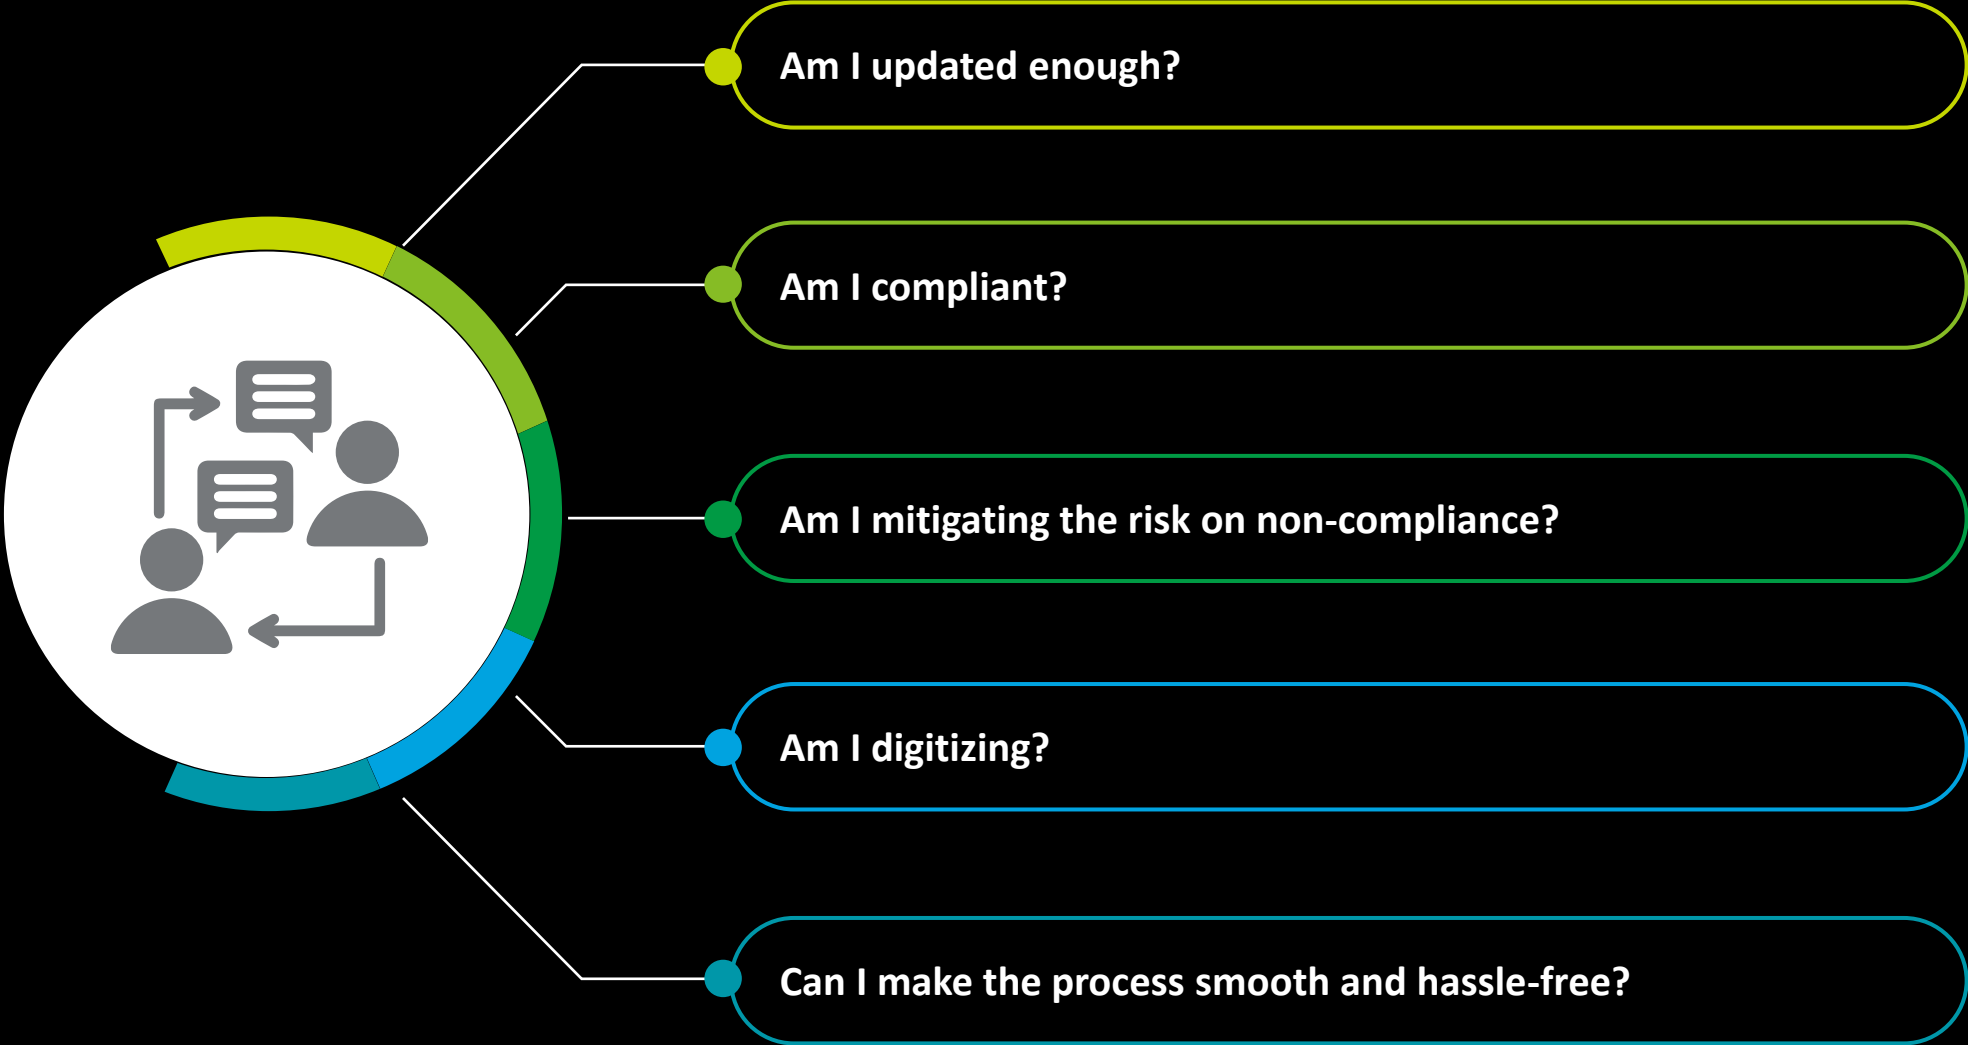 Am I updated enough?
Am I compliant?
Am I mitigating the risk on non-compliance?
Am I digitizing?
Can I make the process smooth and hassle-free?